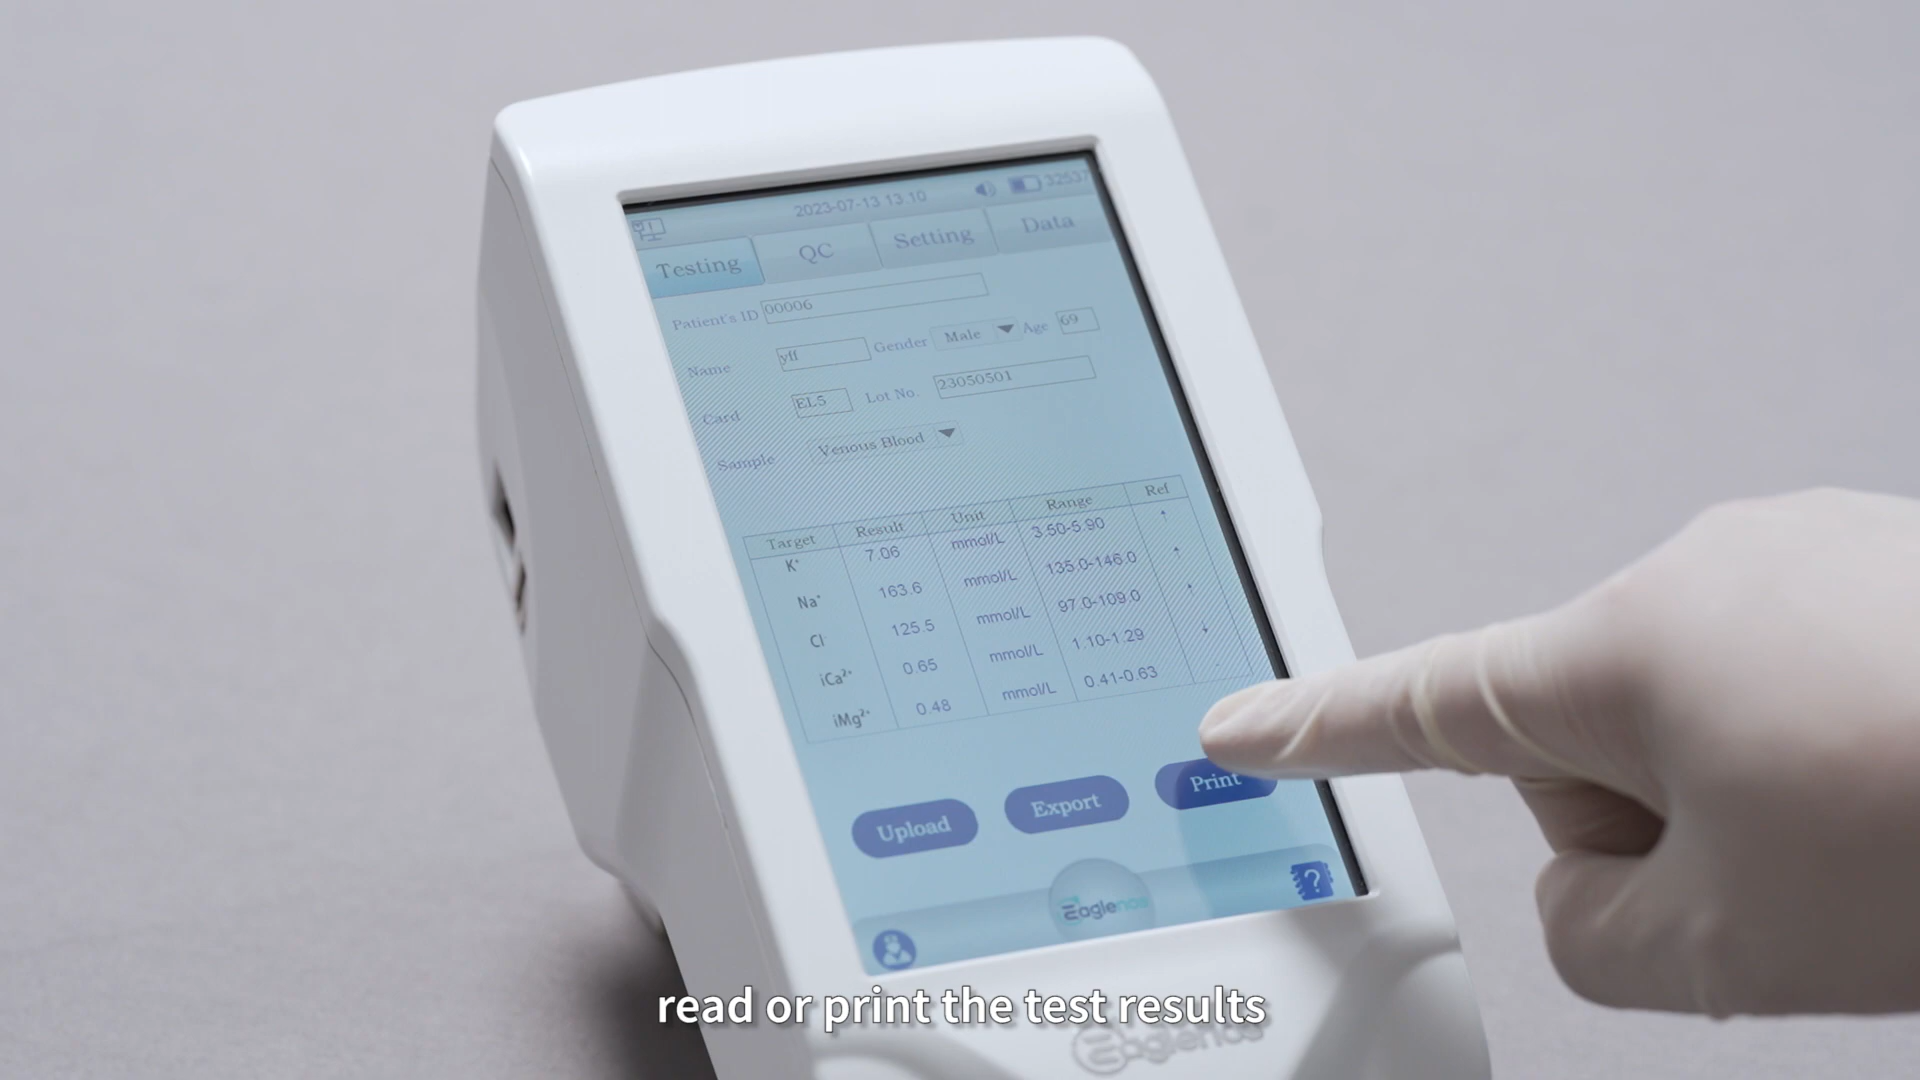 2023-07-13 13:10
32537
Testing QC Setting Data
Patient's ID 00006
Name yff Gender Male Age 69
Card EL5 Lot No. 23050501
Sample Venous Blood
Target Result Unit Range Ref
K⁺ 7.06 mmol/L 3.50-5.90 ↑
Na⁺ 163.6 mmol/L 135.0-146.0 ↑
Cl 125.5 mmol/L 97.0-109.0 ↑
iCa²⁺ 0.65 mmol/L 1.10-1.29 ↓
iMg²⁺ 0.48 mmol/L 0.41-0.63
Upload Export Print
Eaglenos
?
read or print the test results
Eaglenos